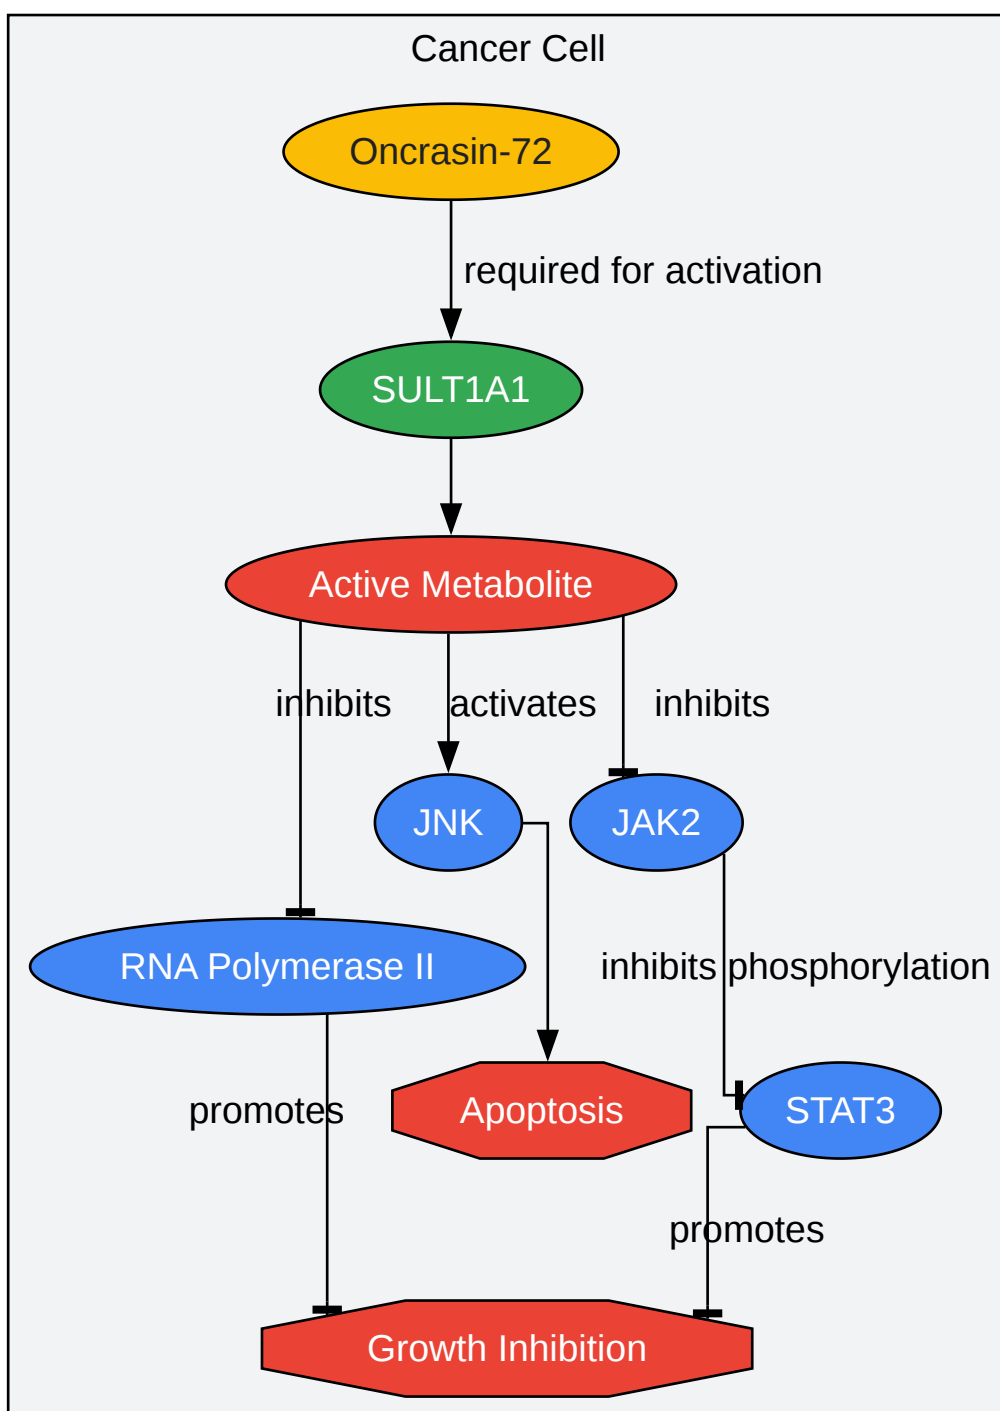 Cancer Cell
Oncrasin-72
required for activation
SULT1A1
Active Metabolite
inhibits
activates
inhibits
JNK
JAK2
RNA Polymerase II
inhibits phosphorylation
promotes
Apoptosis
STAT3
promotes
Growth Inhibition